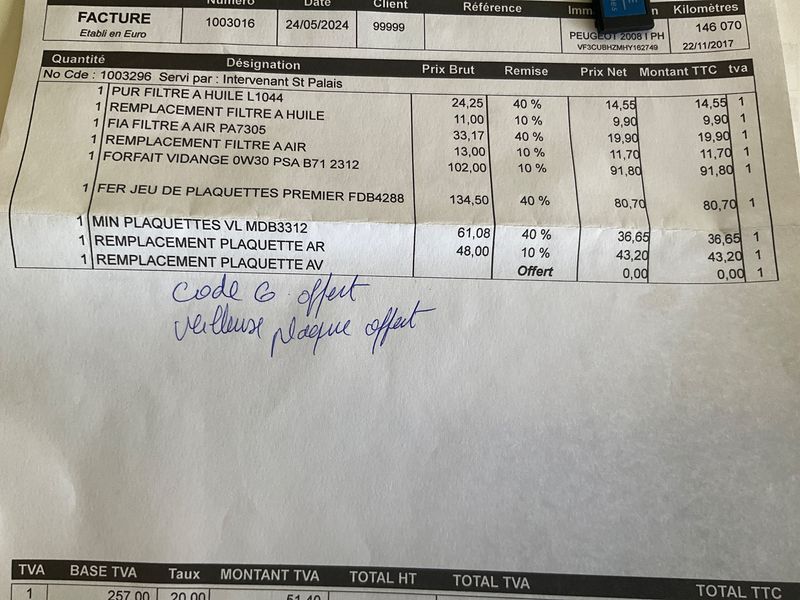 FACTURE
Etabli en Euro
Numéro Date Client Référence Kilomètres
1003016 24/05/2024 99999 146 070
PEUGEOT 2008 I PH
VF3CUBHZMHY162749 22/11/2017
Quantité Désignation Prix Brut Remise Prix Net Montant TTC tva
No Cde : 1003296 Servi par : Intervenant St Palais
1 PUR FILTRE A HUILE L1044 24,25 40 % 14,55 14,55 1
1 REMPLACEMENT FILTRE A HUILE 11,00 10 % 9,90 9,90 1
1 FIA FILTRE A AIR PA7305 33,17 40 % 19,90 19,90 1
1 REMPLACEMENT FILTRE A AIR 13,00 10 % 11,70 11,70 1
1 FORFAIT VIDANGE 0W30 PSA B71 2312 102,00 10 % 91,80 91,80 1
1 FER JEU DE PLAQUETTES PREMIER FDB4288 134,50 40 % 80,70 80,70 1
1 MIN PLAQUETTES VL MDB3312 61,08 40 % 36,65 36,65 1
1 REMPLACEMENT PLAQUETTE AR 48,00 10 % 43,20 43,20 1
1 REMPLACEMENT PLAQUETTE AV Offert 0,00 0,00 1
code G offert
veilleuse plaque offert
TVA BASE TVA Taux MONTANT TVA TOTAL HT TOTAL TVA TOTAL TTC
1 257,00 20,00 51,40